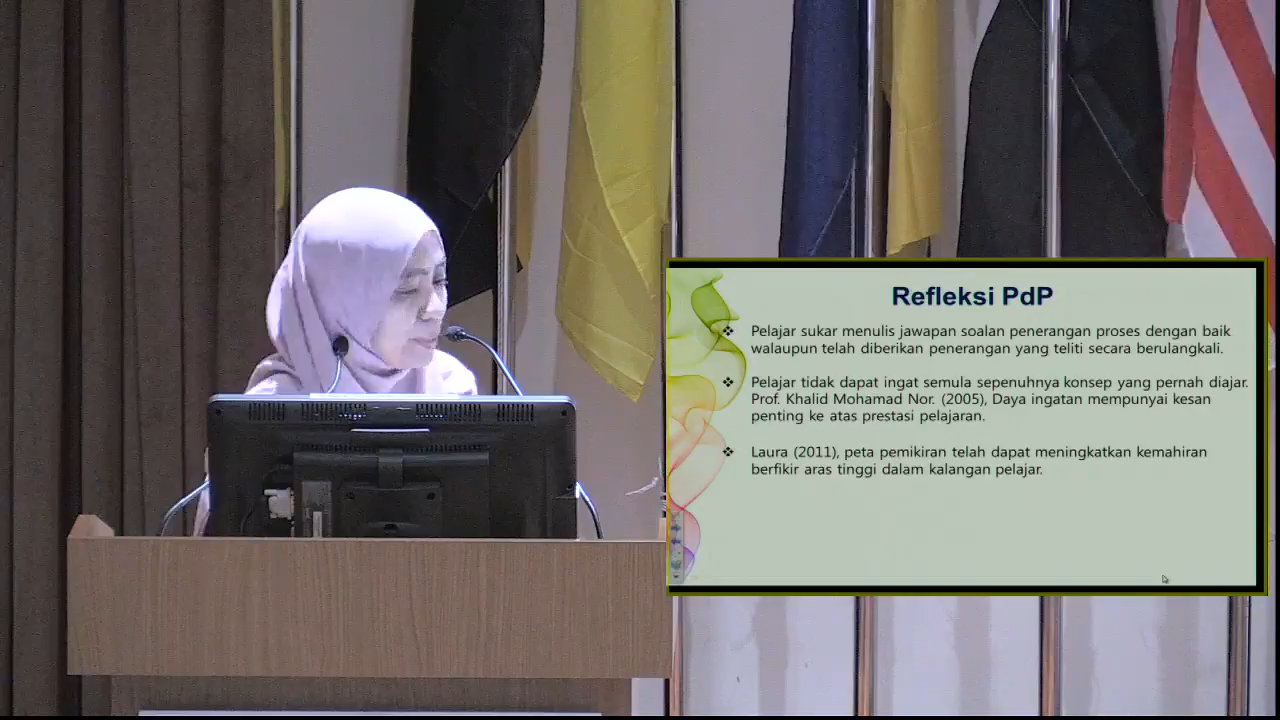 Refleksi PdP
Pelajar sukar menulis jawapan soalan penerangan proses dengan baik
walaupun telah diberikan penerangan yang teliti secara berulangkali.
Pelajar tidak dapat ingat semula sepenuhnya konsep yang pernah diajar.
Prof. Khalid Mohamad Nor. (2005), Daya ingatan mempunyai kesan
penting ke atas prestasi pelajaran.
Laura (2011), peta pemikiran telah dapat meningkatkan kemahiran
berfikir aras tinggi dalam kalangan pelajar.